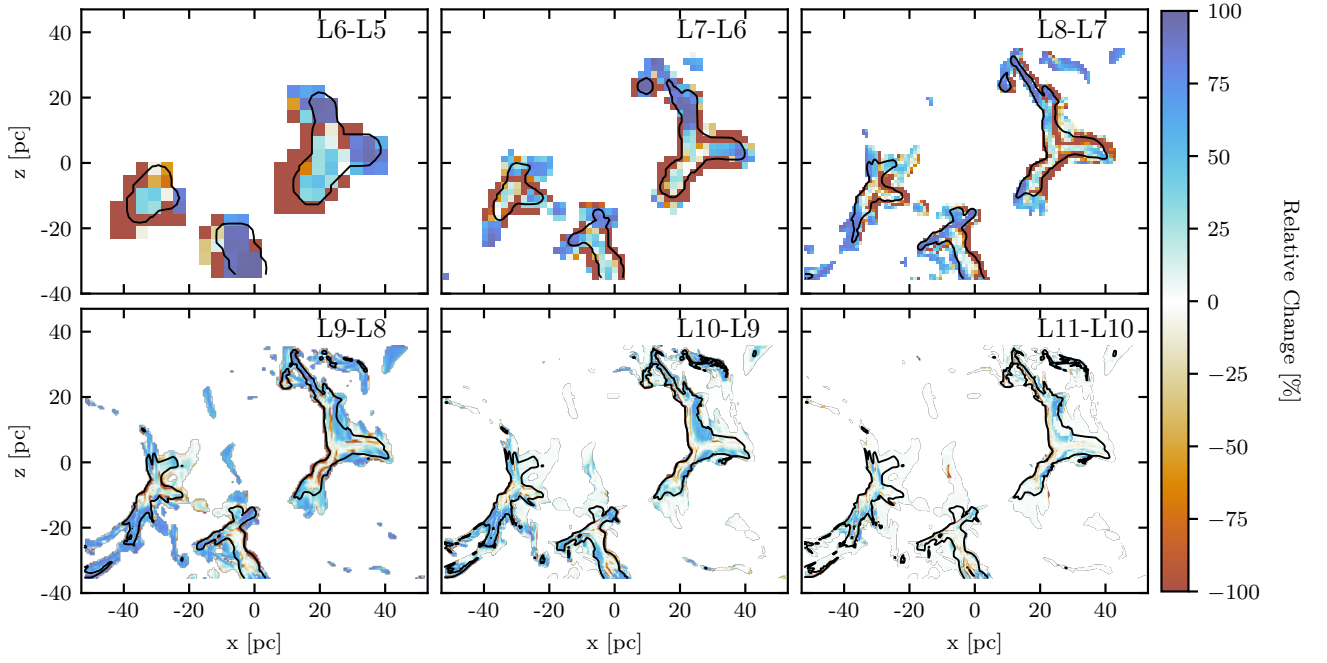 L6-L5
L7-L6
L8-L7
40
20
0
-20
-40
z [pc]
L9-L8
L10-L9
L11-L10
40
20
0
-20
-40
z [pc]
-40 -20 0 20 40
-40 -20 0 20 40
-40 -20 0 20 40
x [pc]
x [pc]
x [pc]
100
75
50
25
0
−25
−50
−75
−100
Relative Change [%]